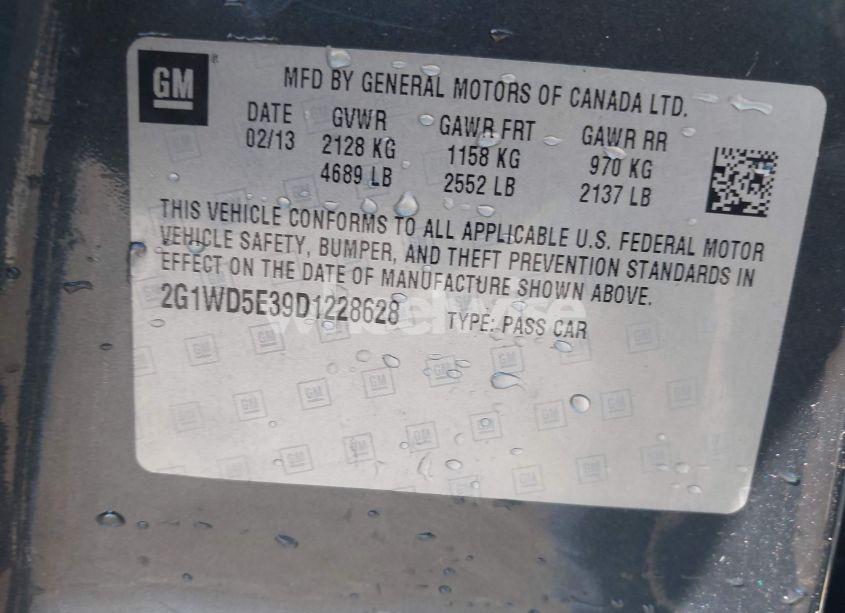 GM
MFD BY GENERAL MOTORS OF CANADA LTD.
DATE GVWR GAWR FRT GAWR RR
02/13 2128 KG 1158 KG 970 KG
4689 LB 2552 LB 2137 LB
THIS VEHICLE CONFORMS TO ALL APPLICABLE U.S. FEDERAL MOTOR
VEHICLE SAFETY, BUMPER, AND THEFT PREVENTION STANDARDS IN
EFFECT ON THE DATE OF MANUFACTURE SHOWN ABOVE.
2G1WD5E39D1228628 TYPE: PASS CAR
wheelwise